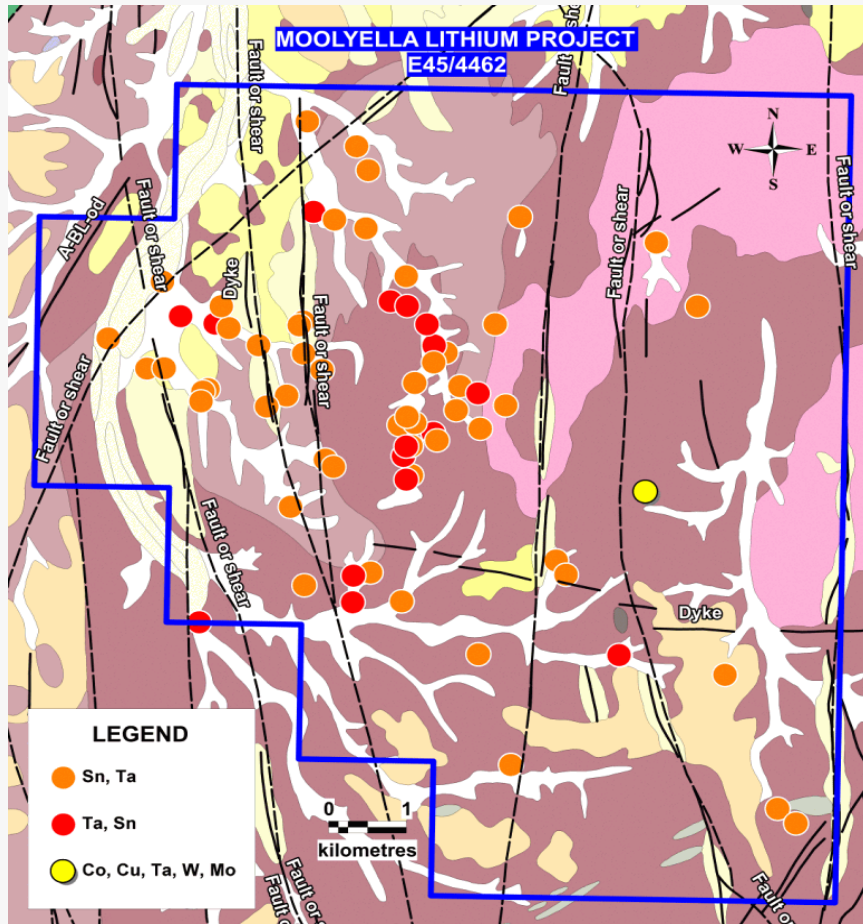 MOOLYELLA LITHIUM PROJECT
E45/4462
Fault or shear
Fault or shear
N
W E
S
Fault or shear
A-BL-od
Fault or shear
Dyke
Fault or shear
Fault or shear
Fault or shear
Fault or shear
Dyke
LEGEND
Sn, Ta
Ta, Sn
Co, Cu, Ta, W, Mo
0 1
kilometres
Fault or
Fault or shear
Fault or